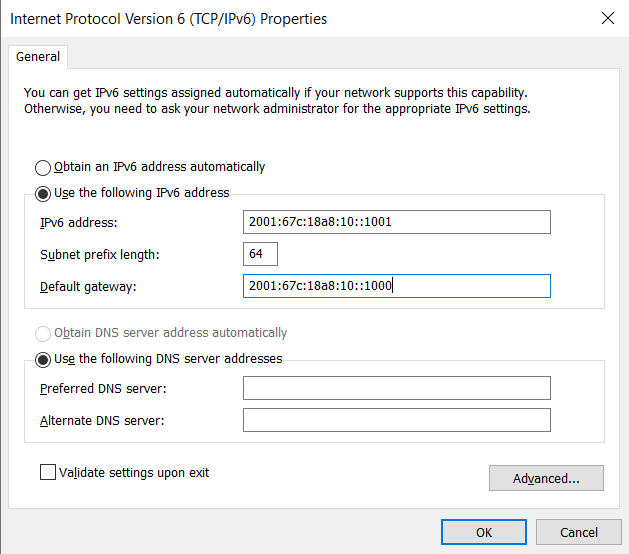 Internet Protocol Version 6 (TCP/IPv6) Properties
General
You can get IPv6 settings assigned automatically if your network supports this capability.
Otherwise, you need to ask your network administrator for the appropriate IPv6 settings.
Obtain an IPv6 address automatically
Use the following IPv6 address
IPv6 address: 2001:67c:18a8:10::1001
Subnet prefix length: 64
Default gateway: 2001:67c:18a8:10::1000
Obtain DNS server address automatically
Use the following DNS server addresses
Preferred DNS server:
Alternate DNS server:
Validate settings upon exit
Advanced...
OK Cancel